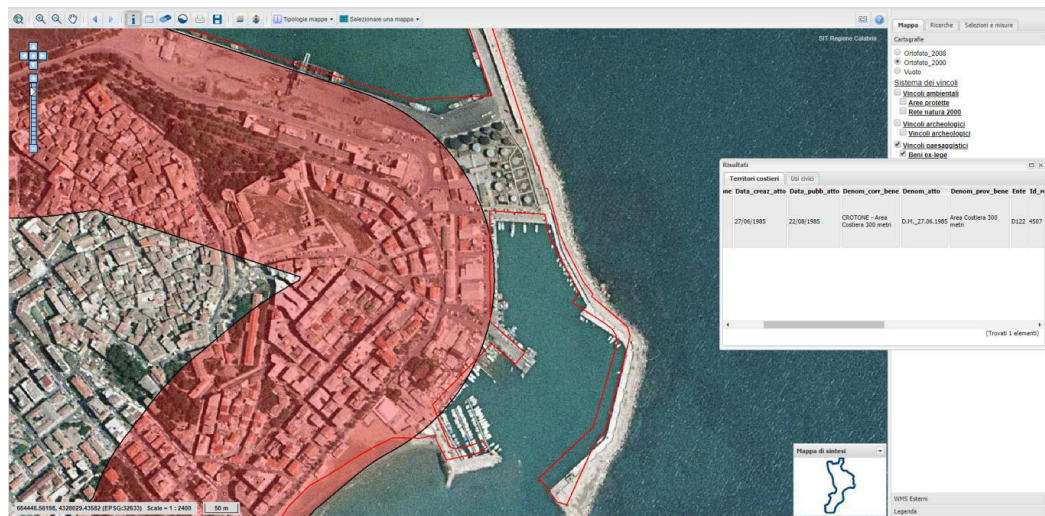 Tipologie mappe
Selezionare una mappa
SIT Regione Calabria
Mappa
Ricerche
Selezioni e misure
Cartografie
Ortofoto_2008
Ortofoto_2000
Vuoto
Sistema dei vincoli
Vincoli ambientali
Aree protette
Rete natura 2000
Vincoli archeologici
Vincoli archeologici
Vincoli paesaggistici
Beni ex-lege
Risultati
Territori costieri
Usi civici
ne Data_creaz_atto Data_pubb_atto Denom_corr_bene Denom_atto Denom_prov_bene Ente Id_r
27/06/1985 22/08/1985 CROTONE - Area Costiera 300 metri D.M._27.06.1985 Area Costiera 300 metri D122 4507
(Trovati 1 elementi)
Mappa di sintesi
684448.56198, 4328029.43582 (EPSG:32633) Scale = 1 : 2400
50 m
WMS Esterni
Legenda